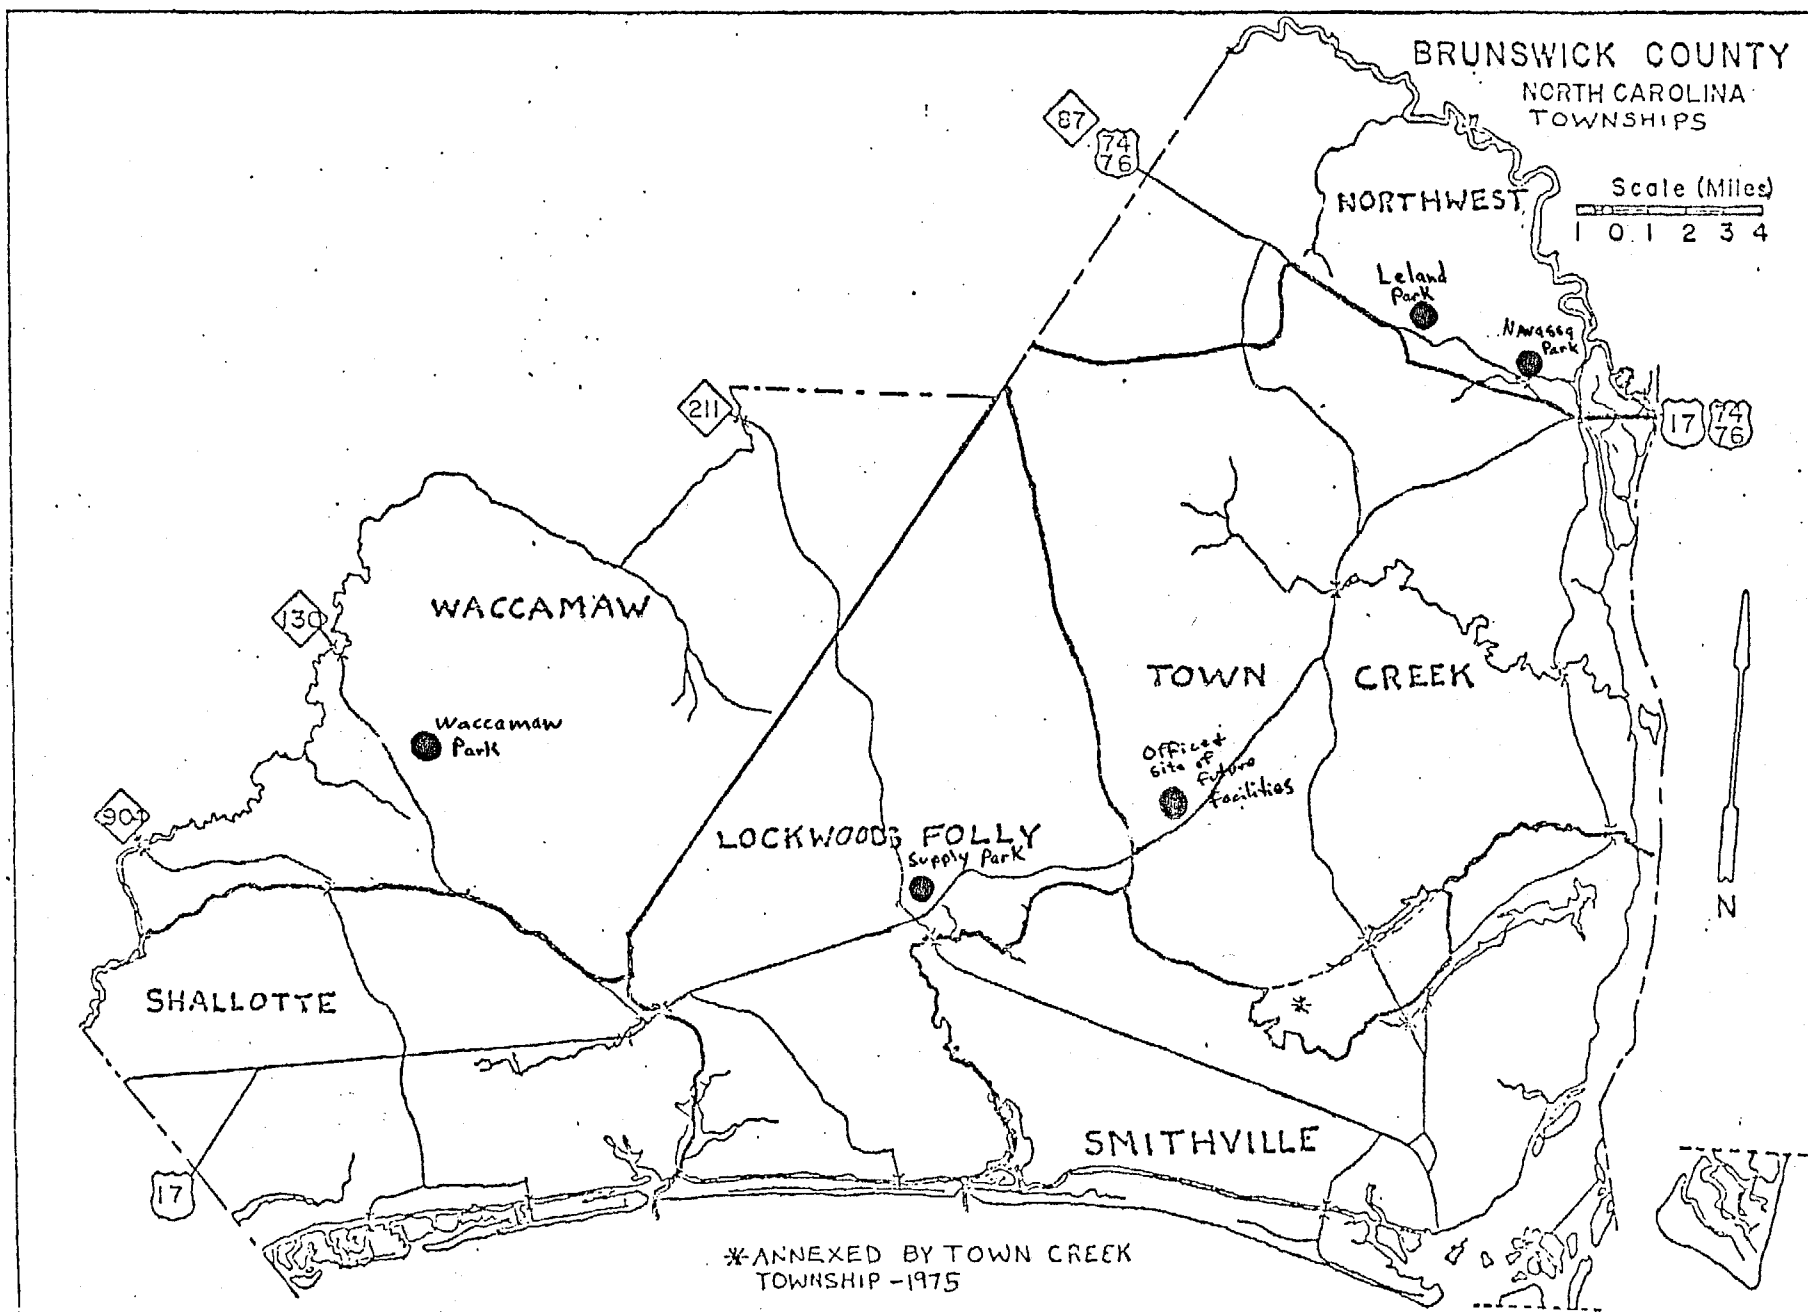 BRUNSWICK COUNTY
NORTH CAROLINA
TOWNSHIPS
87
74
76
NORTHWEST
Scale (Miles)
1 0 1 2 3 4
Leland
Park
Navassa
Park
211
17
74
76
130
WACCAMAW
TOWN CREEK
Waccamaw
Park
Office &
site of
future
facilities
LOCKWOODS FOLLY
Supply Park
N
SHALLOTTE
SMITHVILLE
17
*ANNEXED BY TOWN CREEK
TOWNSHIP-1975